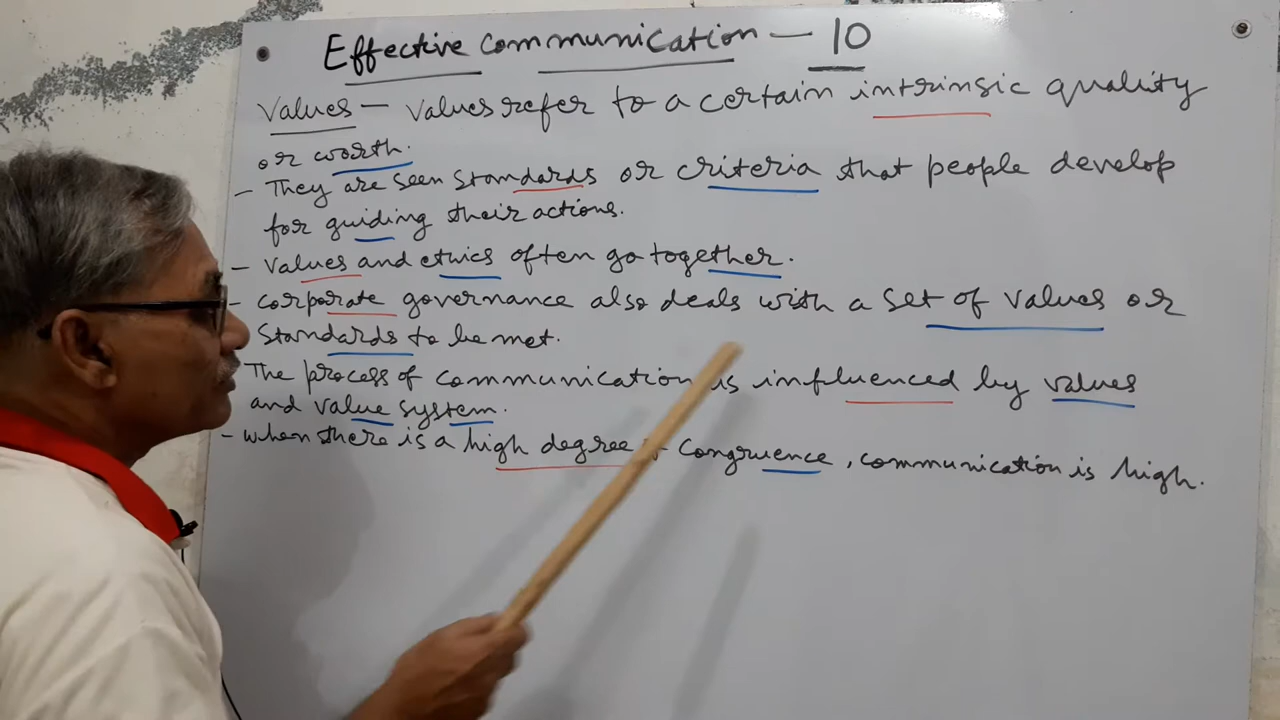 Effective Communication — 10
Values — Values refer to a certain intrinsic quality
or worth.
- They are seen standards or criteria that people develop
for guiding their actions.
- Values and ethics often go together.
- Corporate governance also deals with a set of values or
standards to be met.
The process of communication is influenced by values
and value system.
- When there is a high degree of congruence, communication is high.